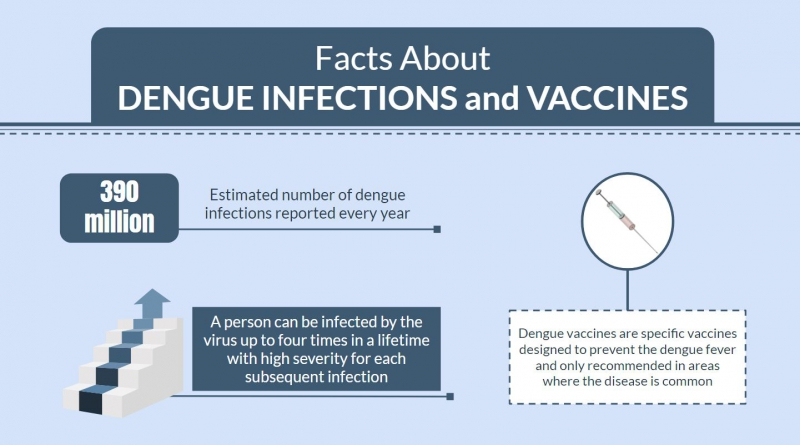 Facts About
DENGUE INFECTIONS and VACCINES
390
million
Estimated number of dengue
infections reported every year
A person can be infected by the
virus up to four times in a lifetime
with high severity for each
subsequent infection
Dengue vaccines are specific vaccines
designed to prevent the dengue fever
and only recommended in areas
where the disease is common